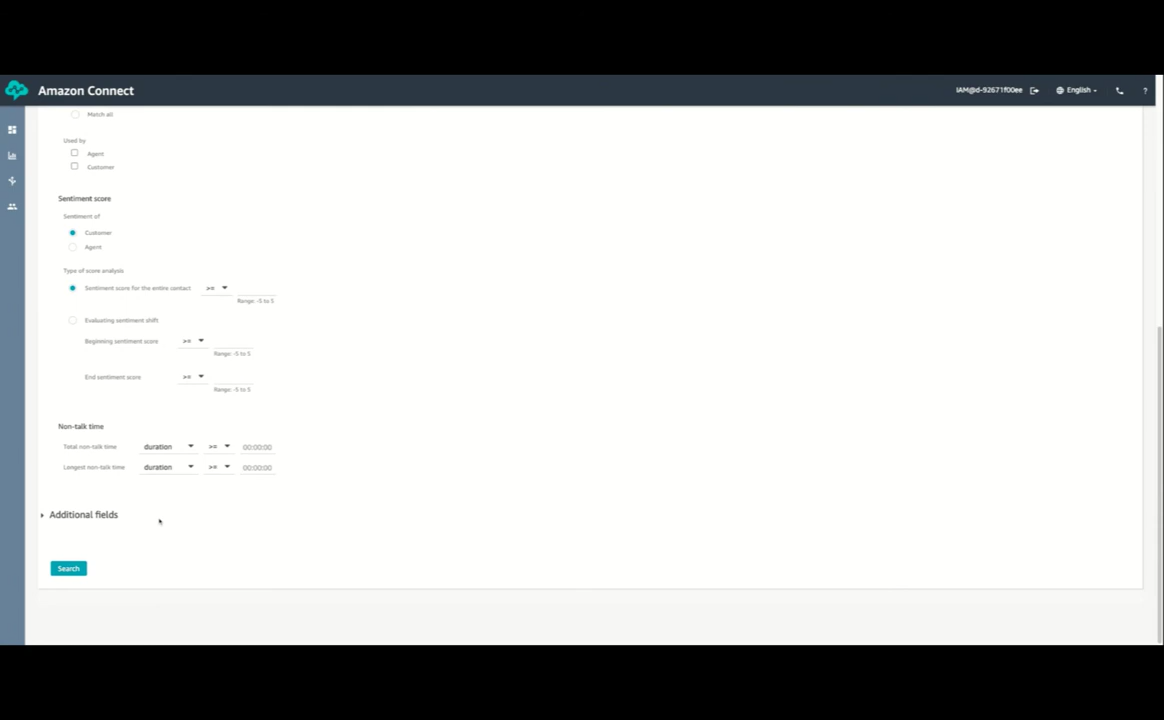 Amazon Connect
IAM@d-92671f00ee
English
?
Match all
Used by
Agent
Customer
Sentiment score
Sentiment of
Customer
Agent
Type of score analysis
Sentiment score for the entire contact >=
Range: -5 to 5
Evaluating sentiment shift
Beginning sentiment score >=
Range: -5 to 5
End sentiment score >=
Range: -5 to 5
Non-talk time
Total non-talk time duration >= 00:00:00
Longest non-talk time duration >= 00:00:00
Additional fields
Search